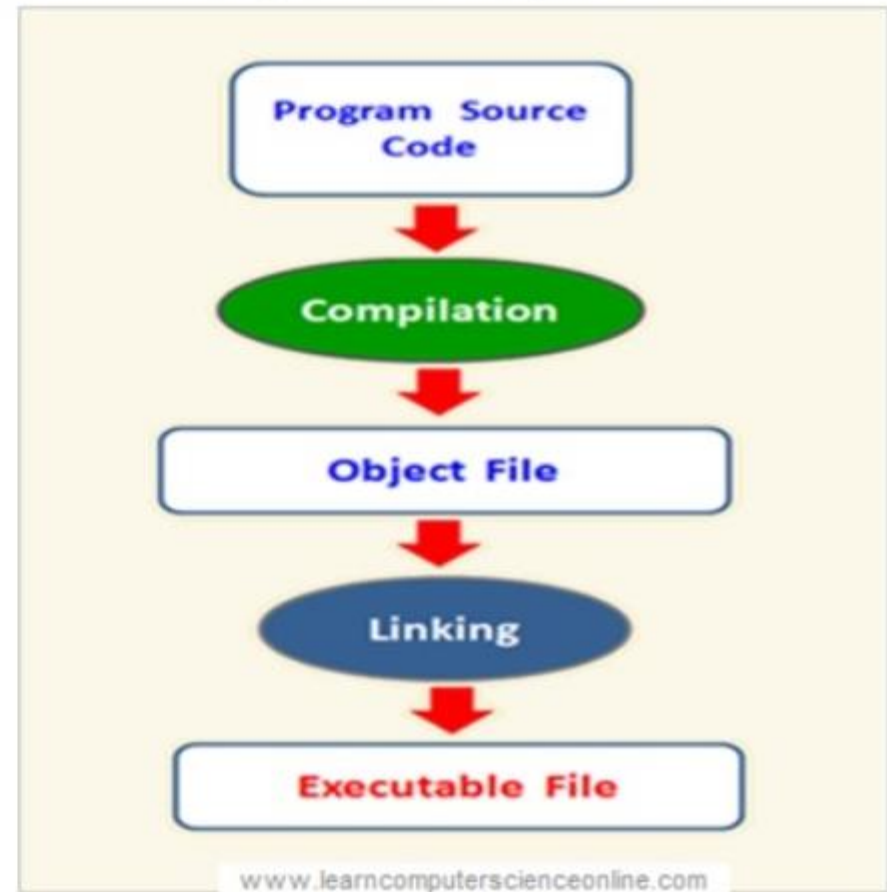 Program Source
Code
Compilation
Object File
Linking
Executable File
www.learncomputerscienceonline.com